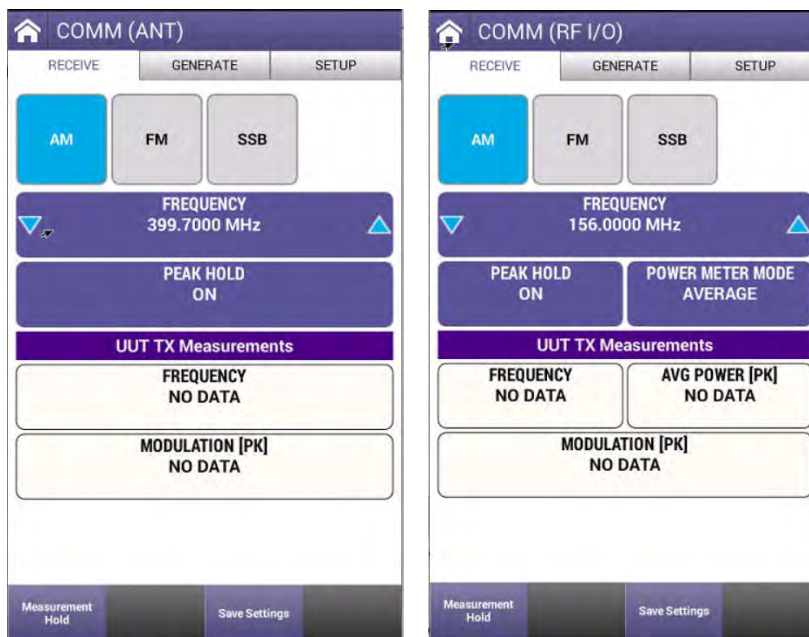 COMM (ANT)
RECEIVE GENERATE SETUP
AM FM SSB
FREQUENCY
399.7000 MHz
PEAK HOLD
ON
UUT TX Measurements
FREQUENCY
NO DATA
MODULATION [PK]
NO DATA
Measurement
Hold
Save Settings
COMM (RF I/O)
RECEIVE GENERATE SETUP
AM FM SSB
FREQUENCY
156.0000 MHz
PEAK HOLD POWER METER MODE
ON AVERAGE
UUT TX Measurements
FREQUENCY AVG POWER [PK]
NO DATA NO DATA
MODULATION [PK]
NO DATA
Measurement
Hold
Save Settings